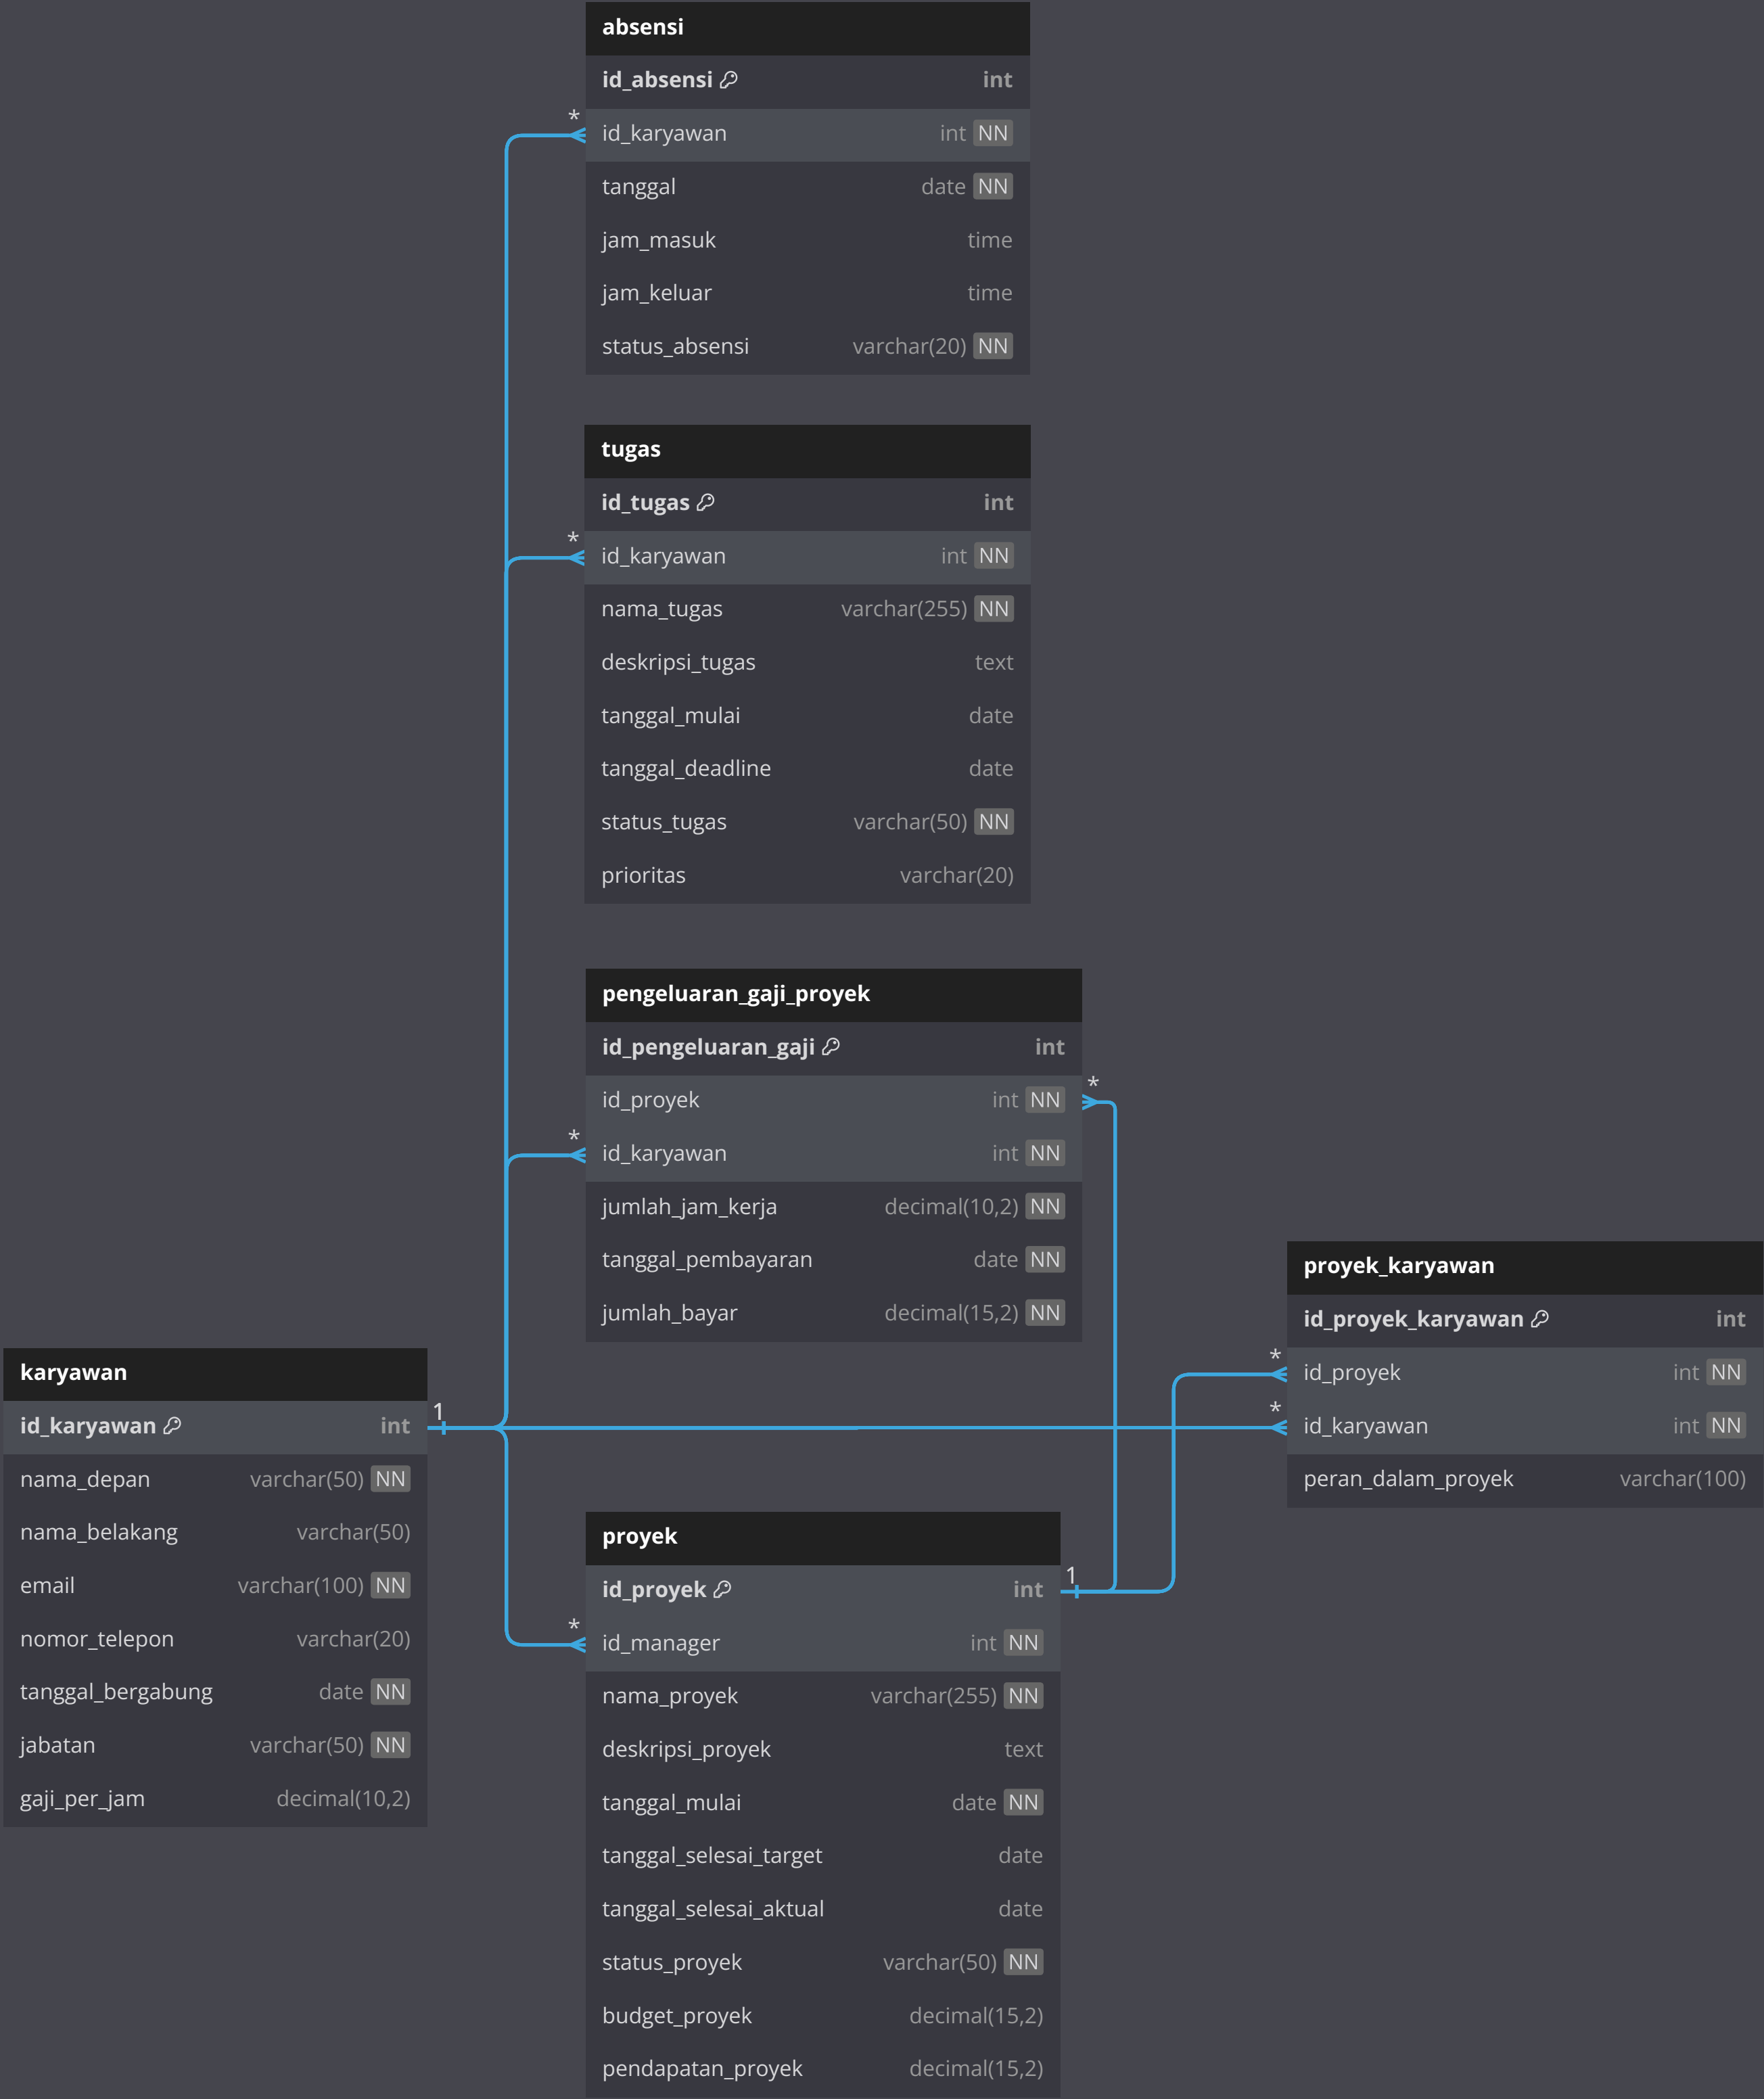 absensi
id_absensi int
* id_karyawan int NN
tanggal date NN
jam_masuk time
jam_keluar time
status_absensi varchar(20) NN
tugas
id_tugas int
* id_karyawan int NN
nama_tugas varchar(255) NN
deskripsi_tugas text
tanggal_mulai date
tanggal_deadline date
status_tugas varchar(50) NN
prioritas varchar(20)
pengeluaran_gaji_proyek
id_pengeluaran_gaji int
id_proyek int NN *
* id_karyawan int NN
jumlah_jam_kerja decimal(10,2) NN
tanggal_pembayaran date NN
jumlah_bayar decimal(15,2) NN
karyawan
id_karyawan int 1
nama_depan varchar(50) NN
nama_belakang varchar(50)
email varchar(100) NN
nomor_telepon varchar(20)
tanggal_bergabung date NN
jabatan varchar(50) NN
gaji_per_jam decimal(10,2)
proyek
id_proyek int 1
* id_manager int NN
nama_proyek varchar(255) NN
deskripsi_proyek text
tanggal_mulai date NN
tanggal_selesai_target date
tanggal_selesai_aktual date
status_proyek varchar(50) NN
budget_proyek decimal(15,2)
pendapatan_proyek decimal(15,2)
proyek_karyawan
id_proyek_karyawan int
* id_proyek int NN
* id_karyawan int NN
peran_dalam_proyek varchar(100)